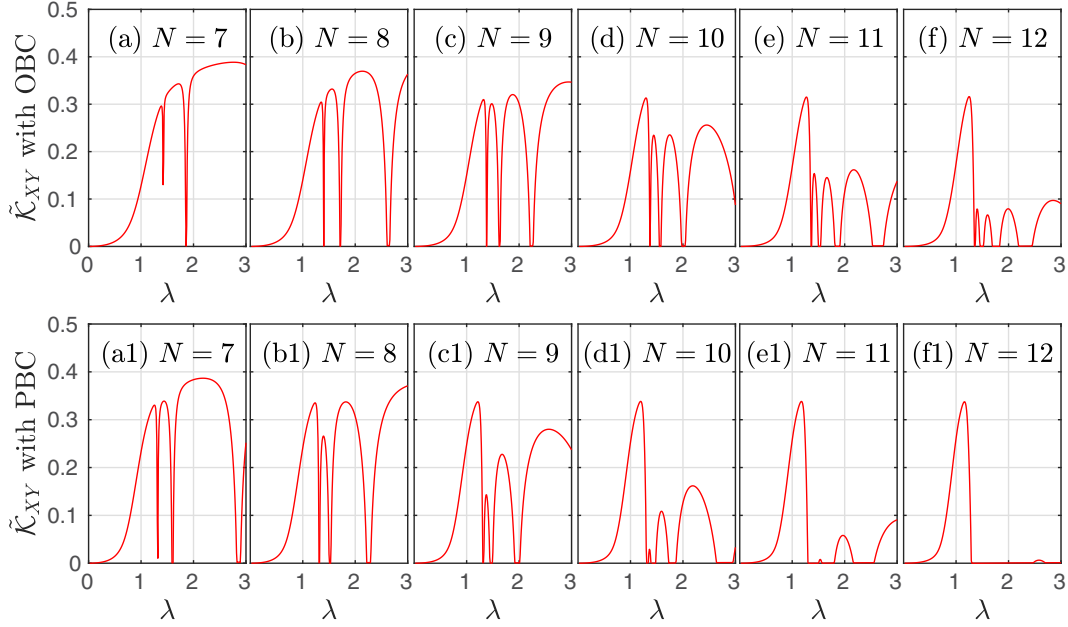 (a) N = 7 (b) N = 8 (c) N = 9 (d) N = 10 (e) N = 11 (f) N = 12
0.5
0.4
0.3
0.2
0.1
0
𝒦̃_XY with OBC
0 1 2 3 1 2 3 1 2 3 1 2 3 1 2 3 1 2 3
λ λ λ λ λ λ
(a1) N = 7 (b1) N = 8 (c1) N = 9 (d1) N = 10 (e1) N = 11 (f1) N = 12
0.5
0.4
0.3
0.2
0.1
0
𝒦̃_XY with PBC
0 1 2 3 1 2 3 1 2 3 1 2 3 1 2 3 1 2 3
λ λ λ λ λ λ